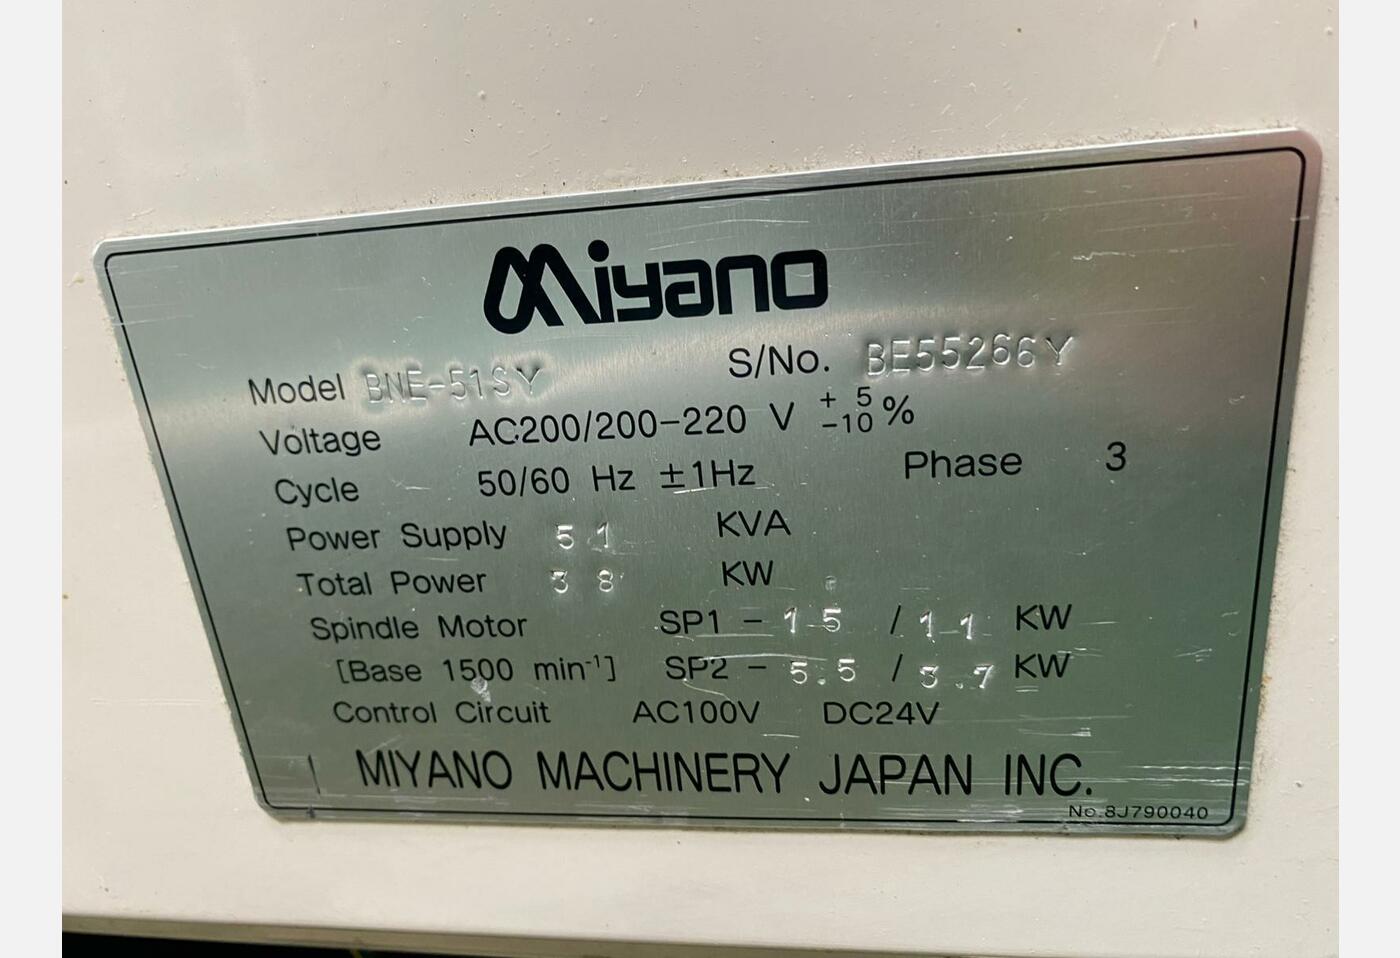 Miyano
Model BNE-51SY S/No. BE55266Y
Voltage AC200/200-220 V +5 -10 %
Cycle 50/60 Hz ±1Hz Phase 3
Power Supply 51 KVA
Total Power 38 KW
Spindle Motor SP1 - 15 / 11 KW
[Base 1500 min⁻¹] SP2 - 5.5 / 3.7 KW
Control Circuit AC100V DC24V
MIYANO MACHINERY JAPAN INC.
No.8J790040